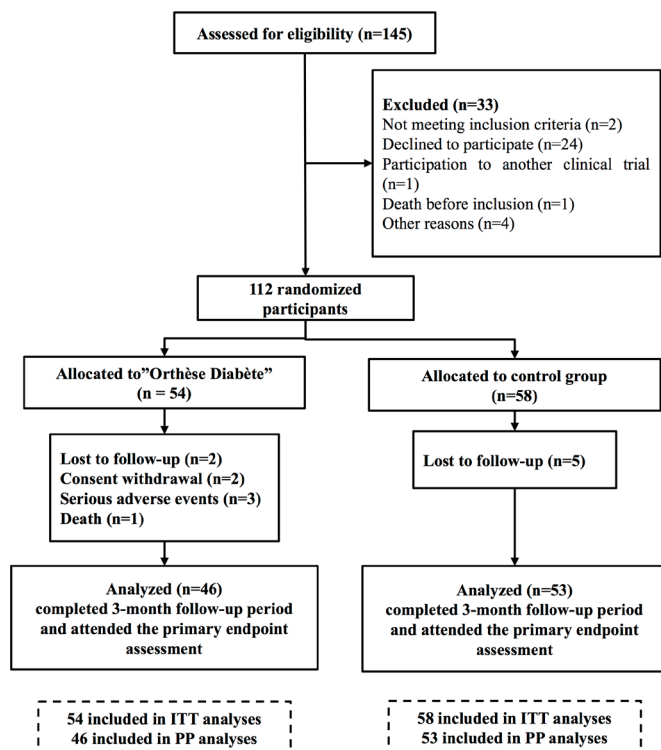 Assessed for eligibility (n=145)
Excluded (n=33)
Not meeting inclusion criteria (n=2)
Declined to participate (n=24)
Participation to another clinical trial
(n=1)
Death before inclusion (n=1)
Other reasons (n=4)
112 randomized
participants
Allocated to”Orthèse Diabète”
(n = 54)
Allocated to control group
(n=58)
Lost to follow-up (n=2)
Consent withdrawal (n=2)
Serious adverse events (n=3)
Death (n=1)
Lost to follow-up (n=5)
Analyzed (n=46)
completed 3-month follow-up period
and attended the primary endpoint
assessment
Analyzed (n=53)
completed 3-month follow-up period
and attended the primary endpoint
assessment
54 included in ITT analyses
46 included in PP analyses
58 included in ITT analyses
53 included in PP analyses